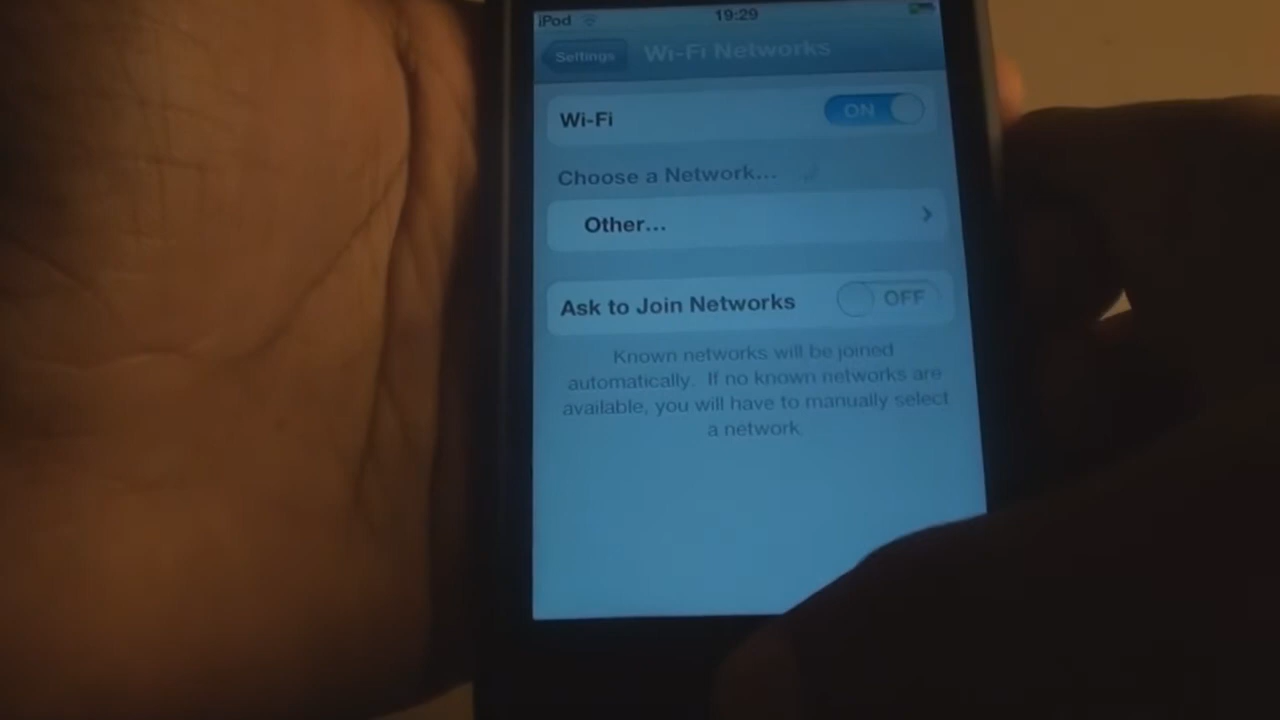 iPod 19:29
Settings Wi-Fi Networks
Wi-Fi ON
Choose a Network...
Other...
Ask to Join Networks OFF
Known networks will be joined
automatically. If no known networks are
available, you will have to manually select
a network.